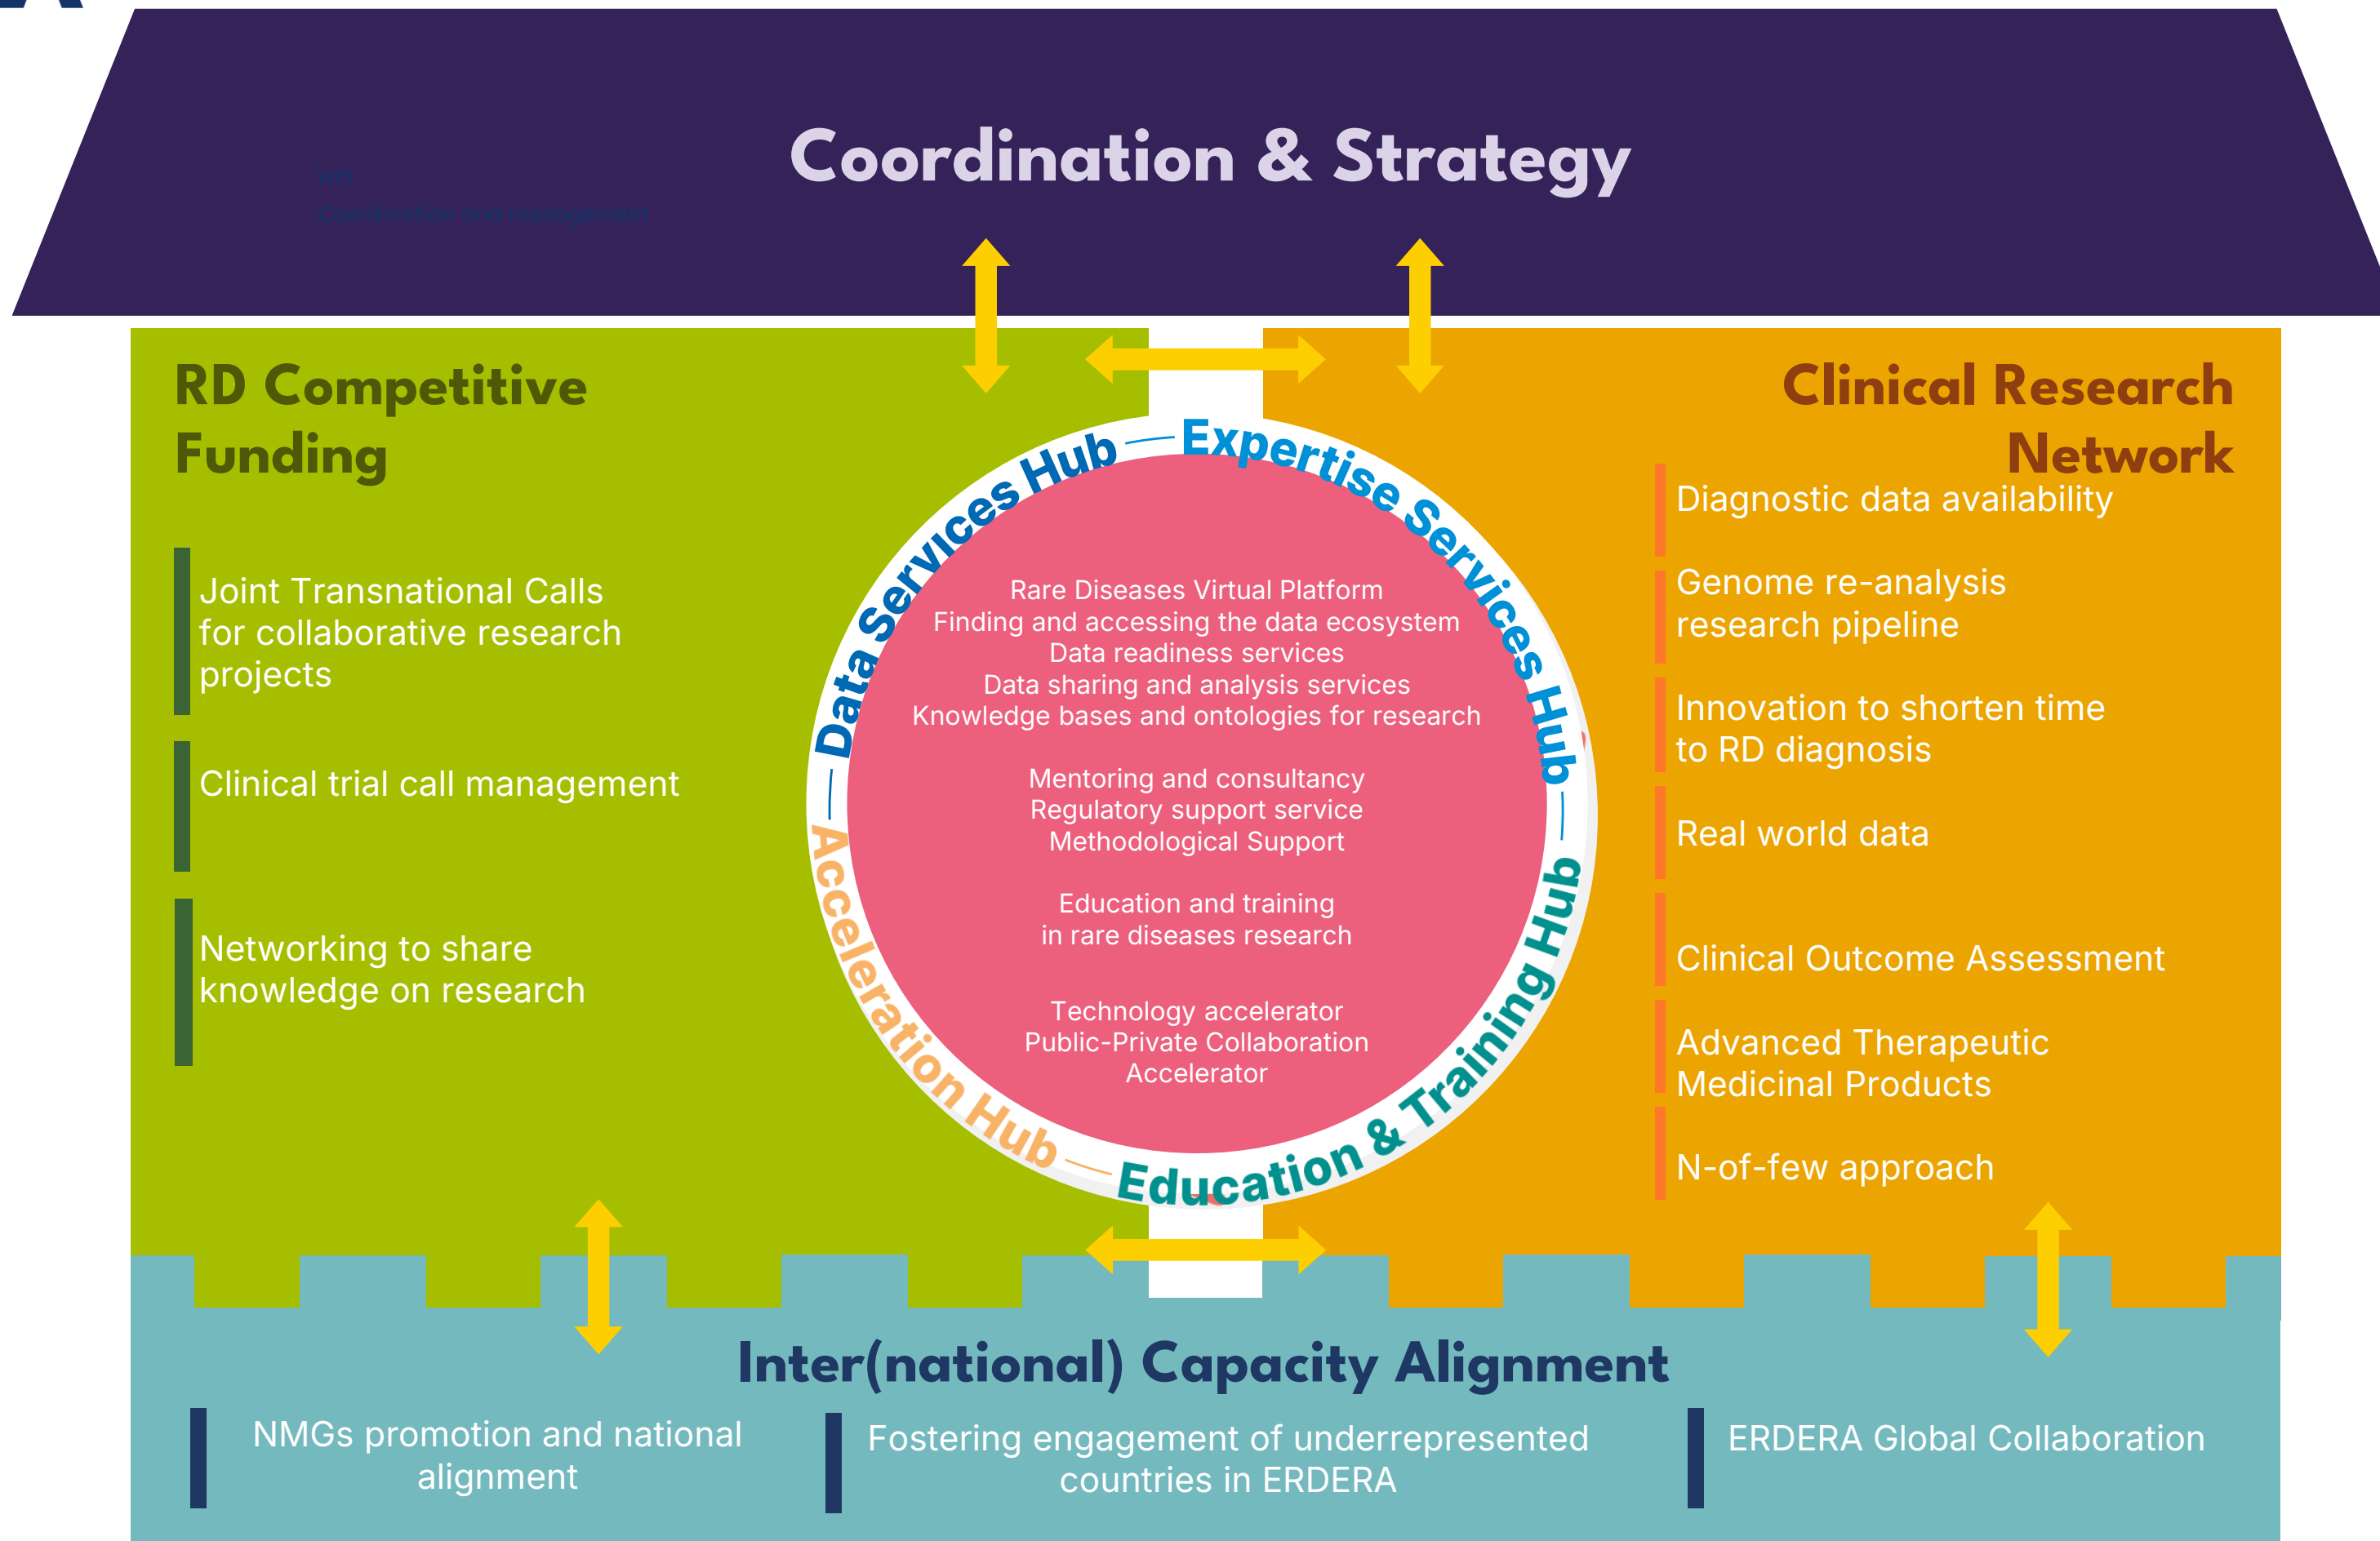 Coordination & Strategy
WP1
Coordination and management
RD Competitive
Funding
Joint Transnational Calls
for collaborative research
projects
Clinical trial call management
Networking to share
knowledge on research
Data Services Hub
Expertise Services Hub
Acceleration Hub
Education & Training Hub
Rare Diseases Virtual Platform
Finding and accessing the data ecosystem
Data readiness services
Data sharing and analysis services
Knowledge bases and ontologies for research
Mentoring and consultancy
Regulatory support service
Methodological Support
Education and training
in rare diseases research
Technology accelerator
Public-Private Collaboration
Accelerator
Clinical Research
Network
Diagnostic data availability
Genome re-analysis
research pipeline
Innovation to shorten time
to RD diagnosis
Real world data
Clinical Outcome Assessment
Advanced Therapeutic
Medicinal Products
N-of-few approach
Inter(national) Capacity Alignment
NMGs promotion and national
alignment
Fostering engagement of underrepresented
countries in ERDERA
ERDERA Global Collaboration